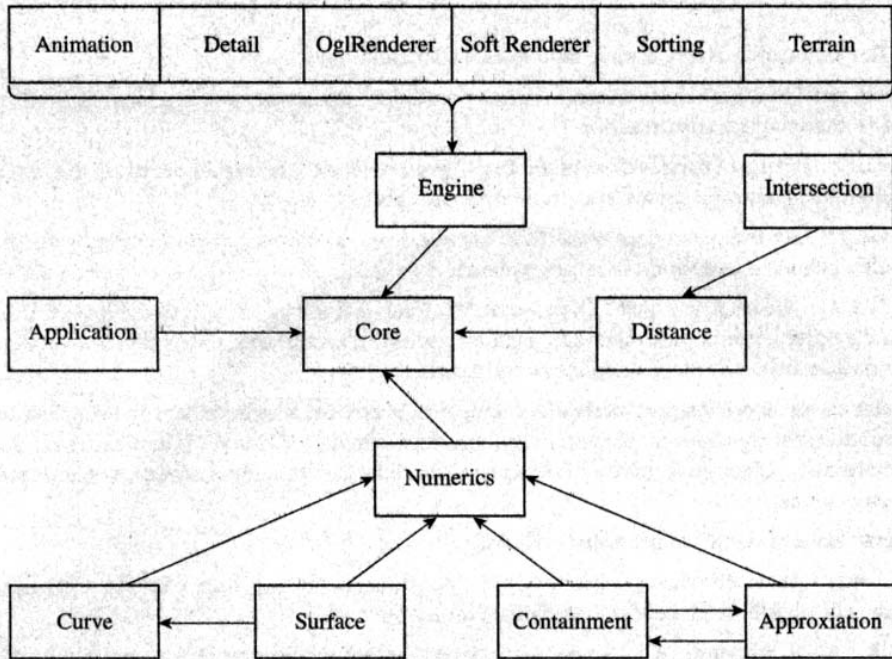 Animation Detail OglRenderer Soft Renderer Sorting Terrain
Engine Intersection
Application Core Distance
Numerics
Curve Surface Containment Approxiation